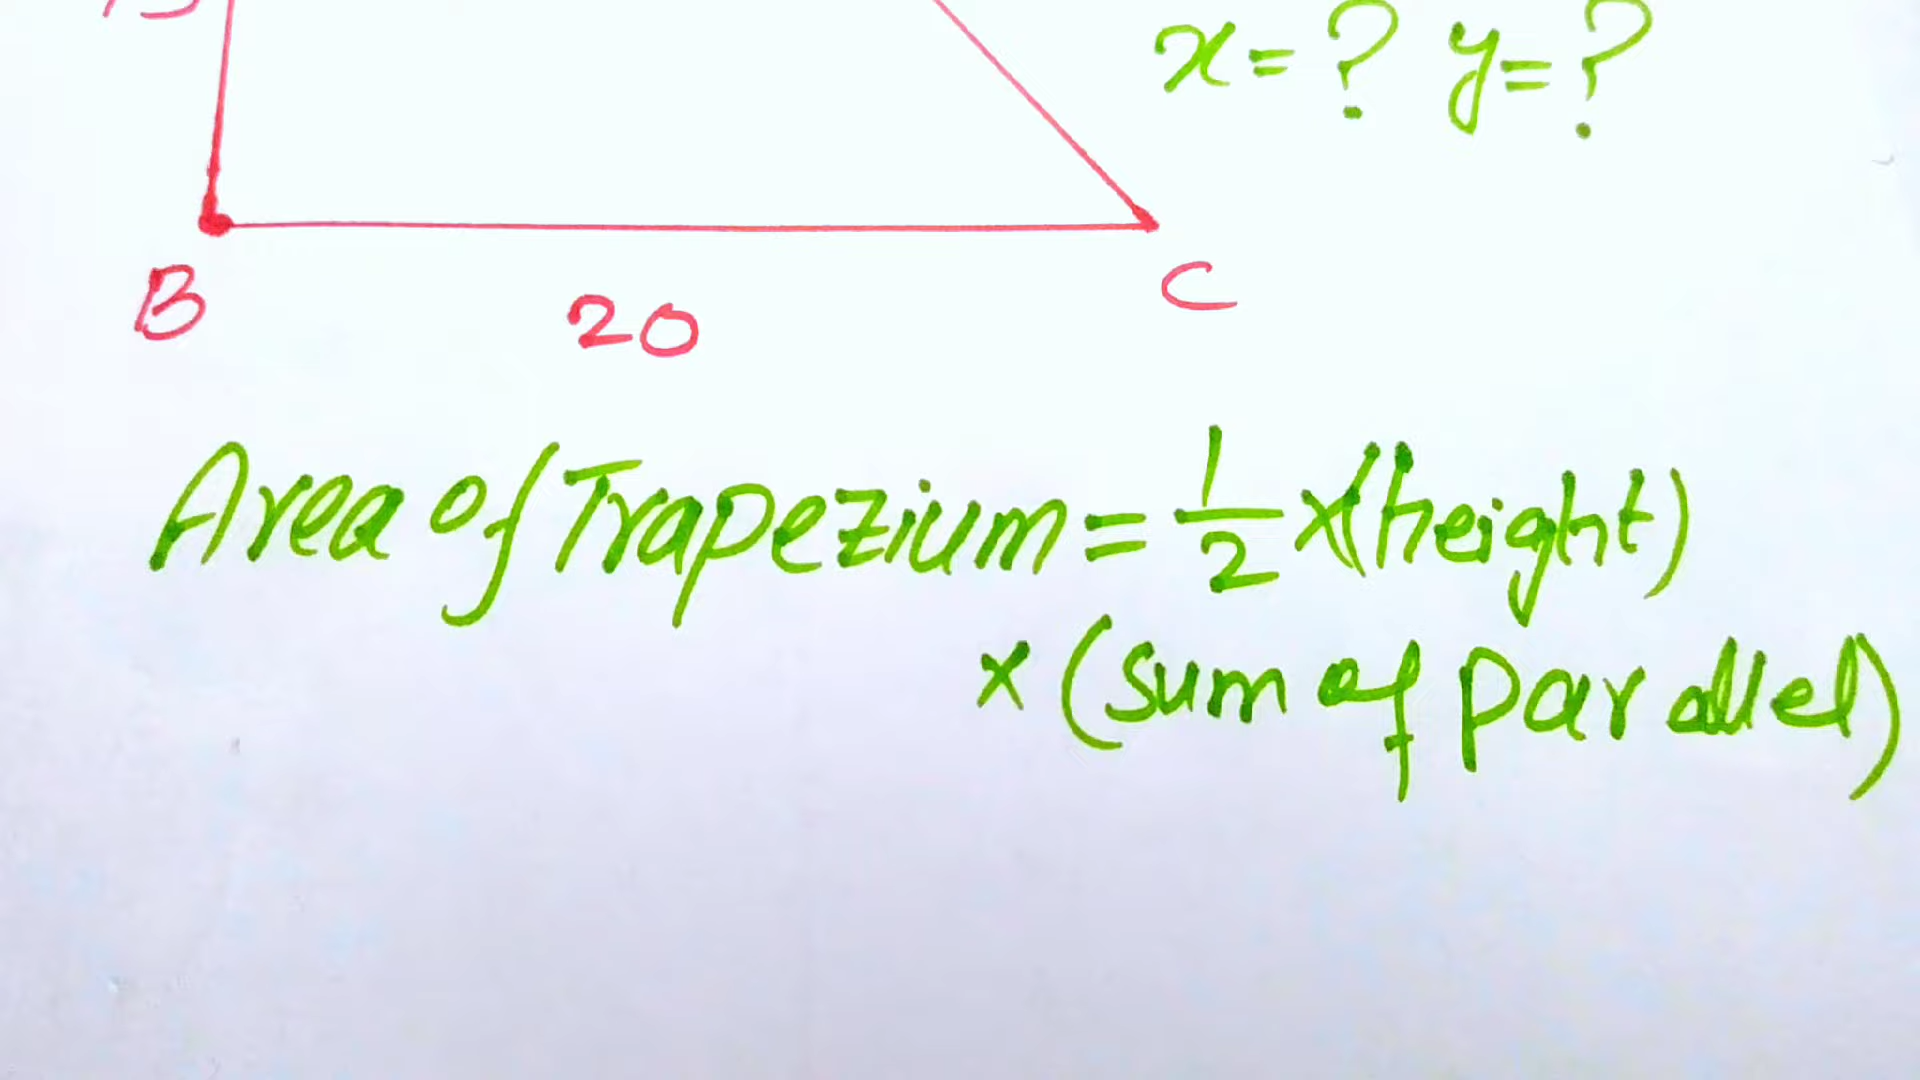 x=? y=?
B
C
20
Area of Trapezium = 1/2 x(height)
x (sum of parallel)